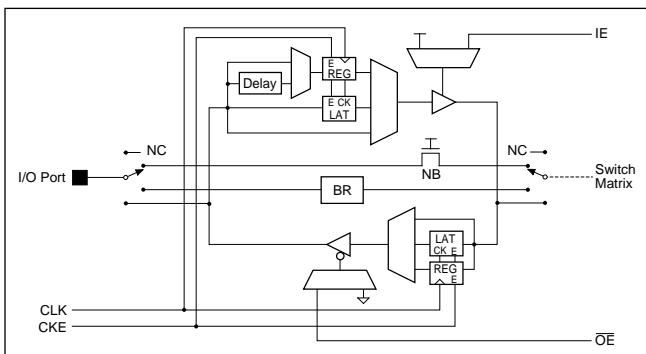 IE
E
REG
Delay
E CK
LAT
NC
NC
I/O Port
NB
Switch
Matrix
BR
LAT
CK E
REG
E
CLK
CKE
OE